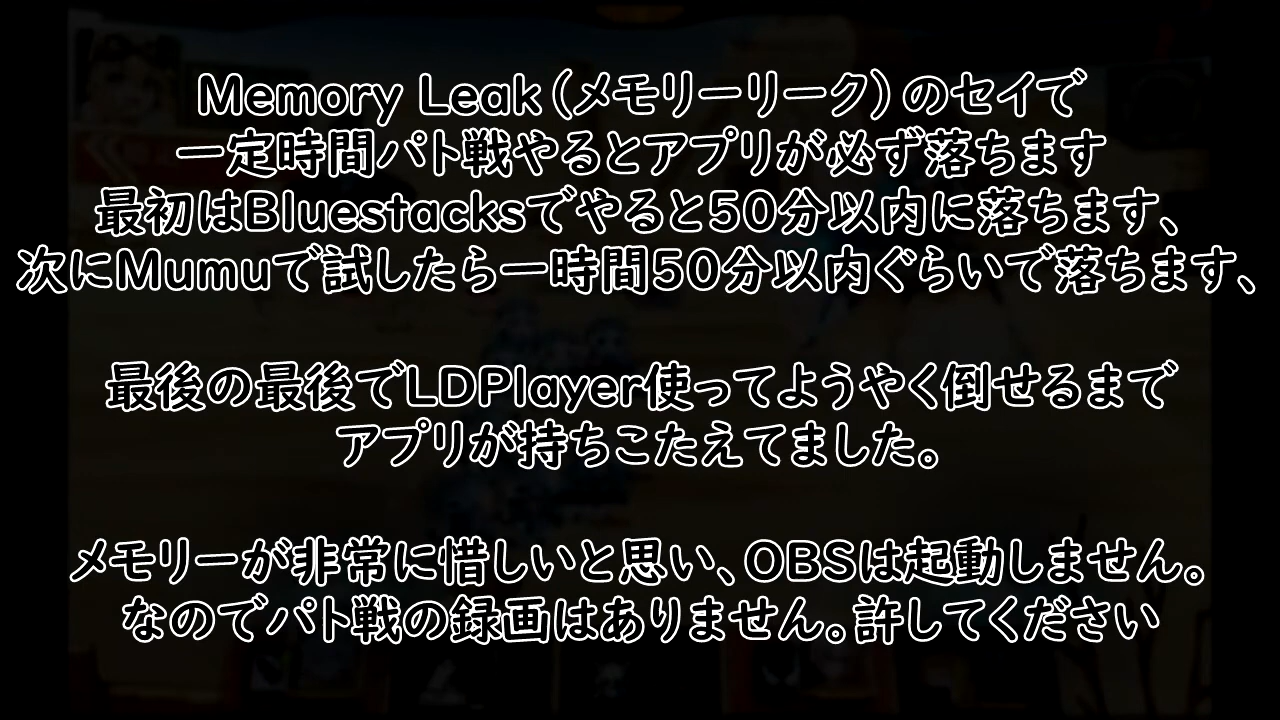 Memory Leak（メモリーリーク）のセイで
一定時間パト戦やるとアプリが必ず落ちます
最初はBluestacksでやると50分以内に落ちます、
次にMumuで試したら一時間50分以内ぐらいで落ちます、
最後の最後でLDPlayer使ってようやく倒せるまで
アプリが持ちこたえてました。
メモリーが非常に惜しいと思い、OBSは起動しません。
なのでパト戦の録画はありません。許してください